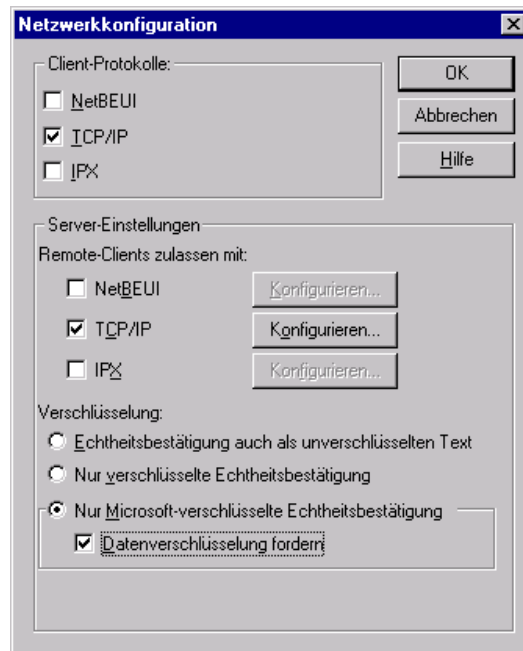 Netzwerkkonfiguration
Client-Protokolle:
NetBEUI
TCP/IP
IPX
OK
Abbrechen
Hilfe
Server-Einstellungen
Remote-Clients zulassen mit:
NetBEUI Konfigurieren...
TCP/IP Konfigurieren...
IPX Konfigurieren...
Verschlüsselung:
Echtheitsbestätigung auch als unverschlüsselten Text
Nur verschlüsselte Echtheitsbestätigung
Nur Microsoft-verschlüsselte Echtheitsbestätigung
Datenverschlüsselung fordern